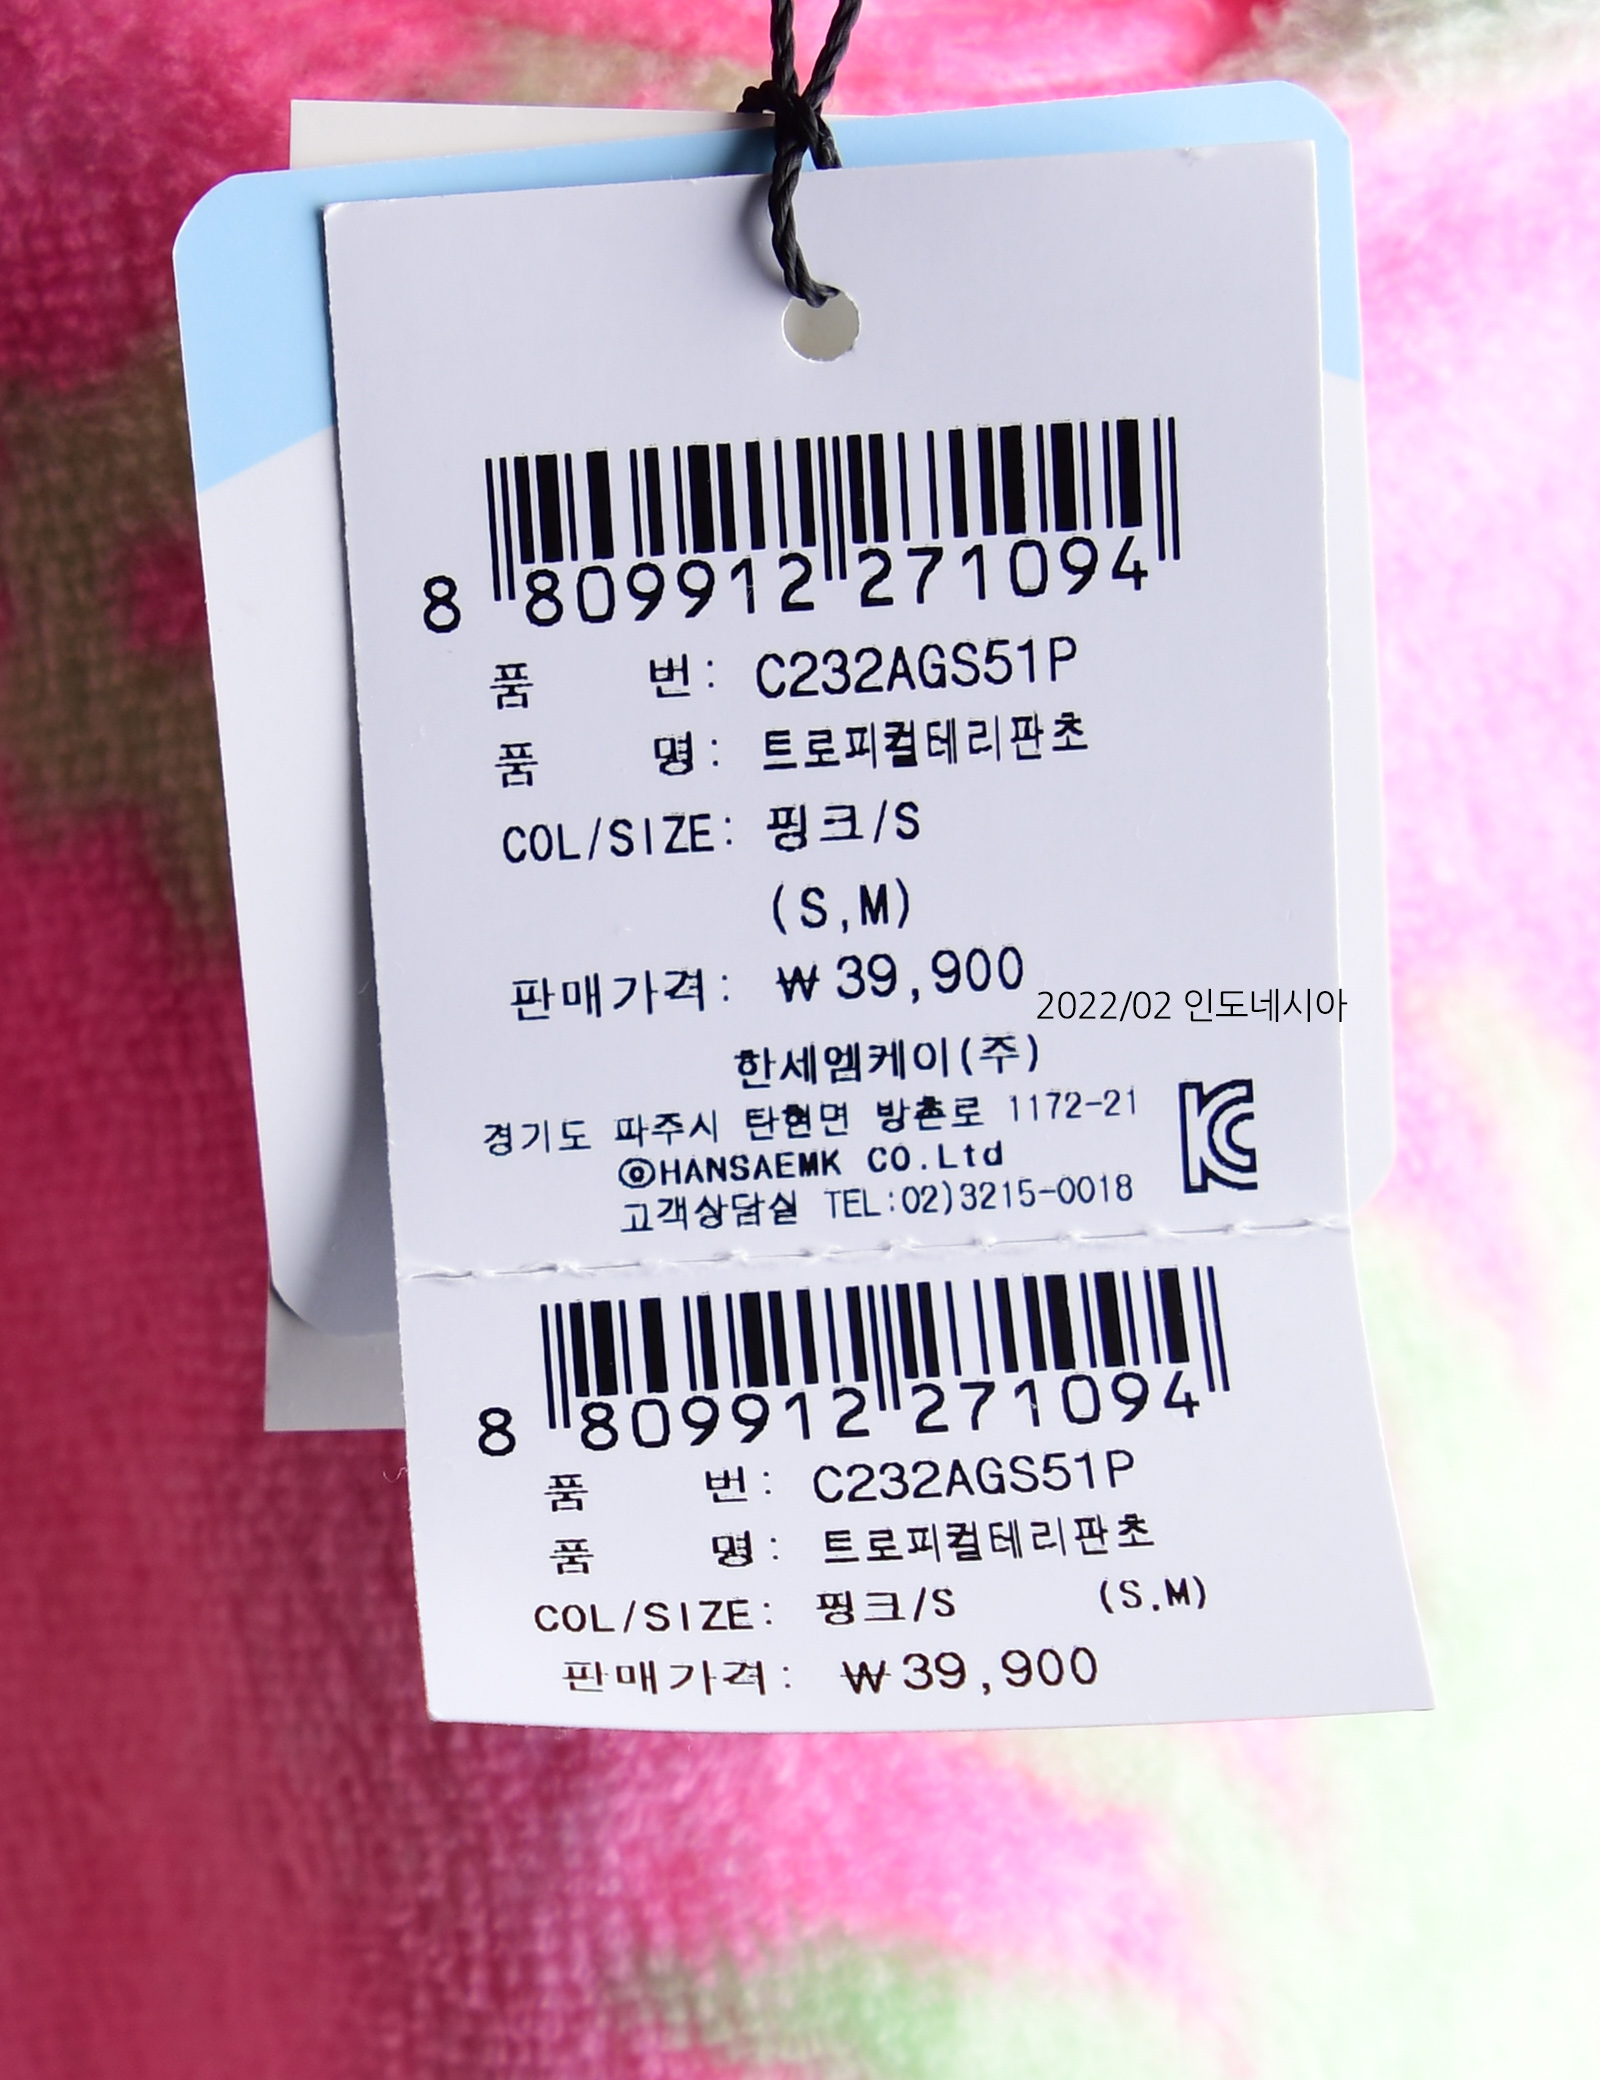 8 809912 271094
품 번: C232AGS51P
품 명: 트로피컬테리판초
COL/SIZE: 핑크/S
(S,M)
판매가격: ₩39,900
2022/02 인도네시아
한세엠케이(주)
경기도 파주시 탄현면 방촌로 1172-21
ⓞHANSAEMK CO.Ltd
고객상담실 TEL:02)3215-0018
8 809912 271094
품 번: C232AGS51P
품 명: 트로피컬테리판초
COL/SIZE: 핑크/S (S,M)
판매가격: ₩39,900